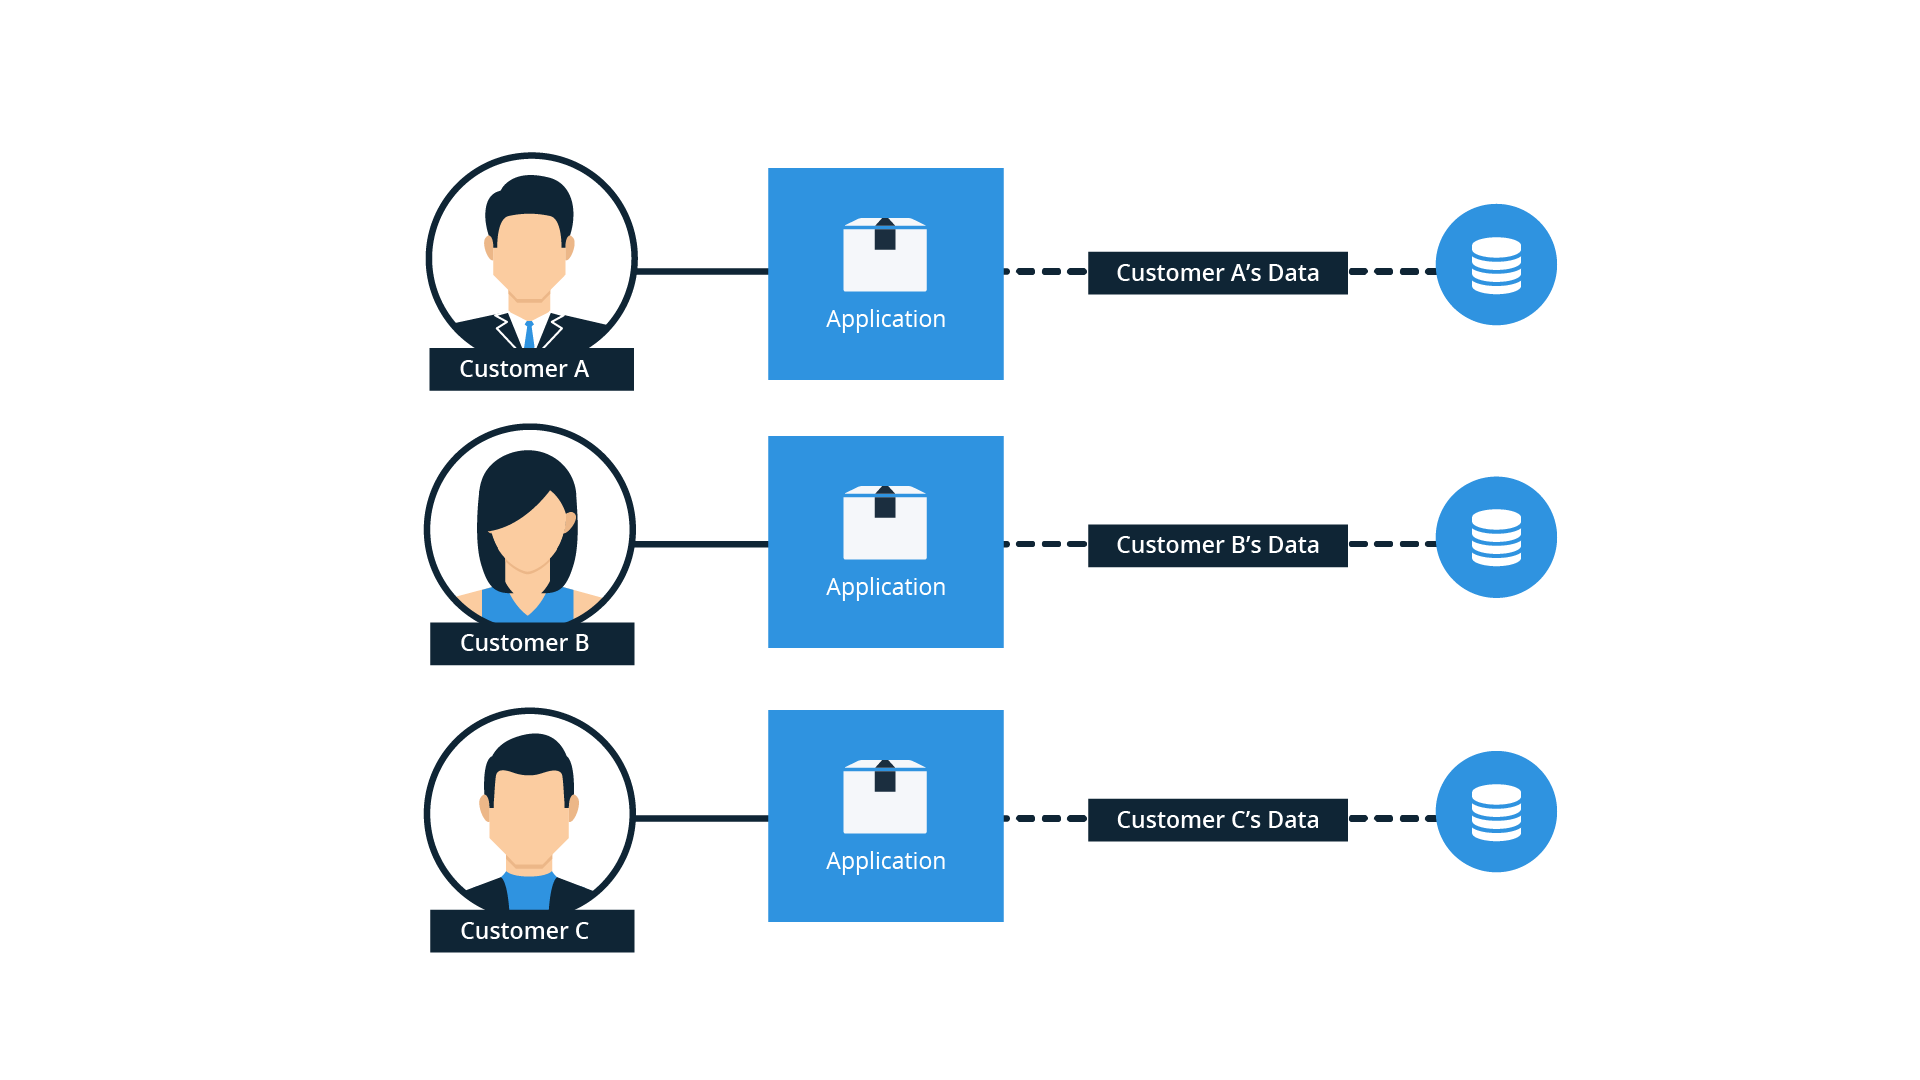 Customer A
Application
Customer A’s Data
Customer B
Application
Customer B’s Data
Customer C
Application
Customer C’s Data